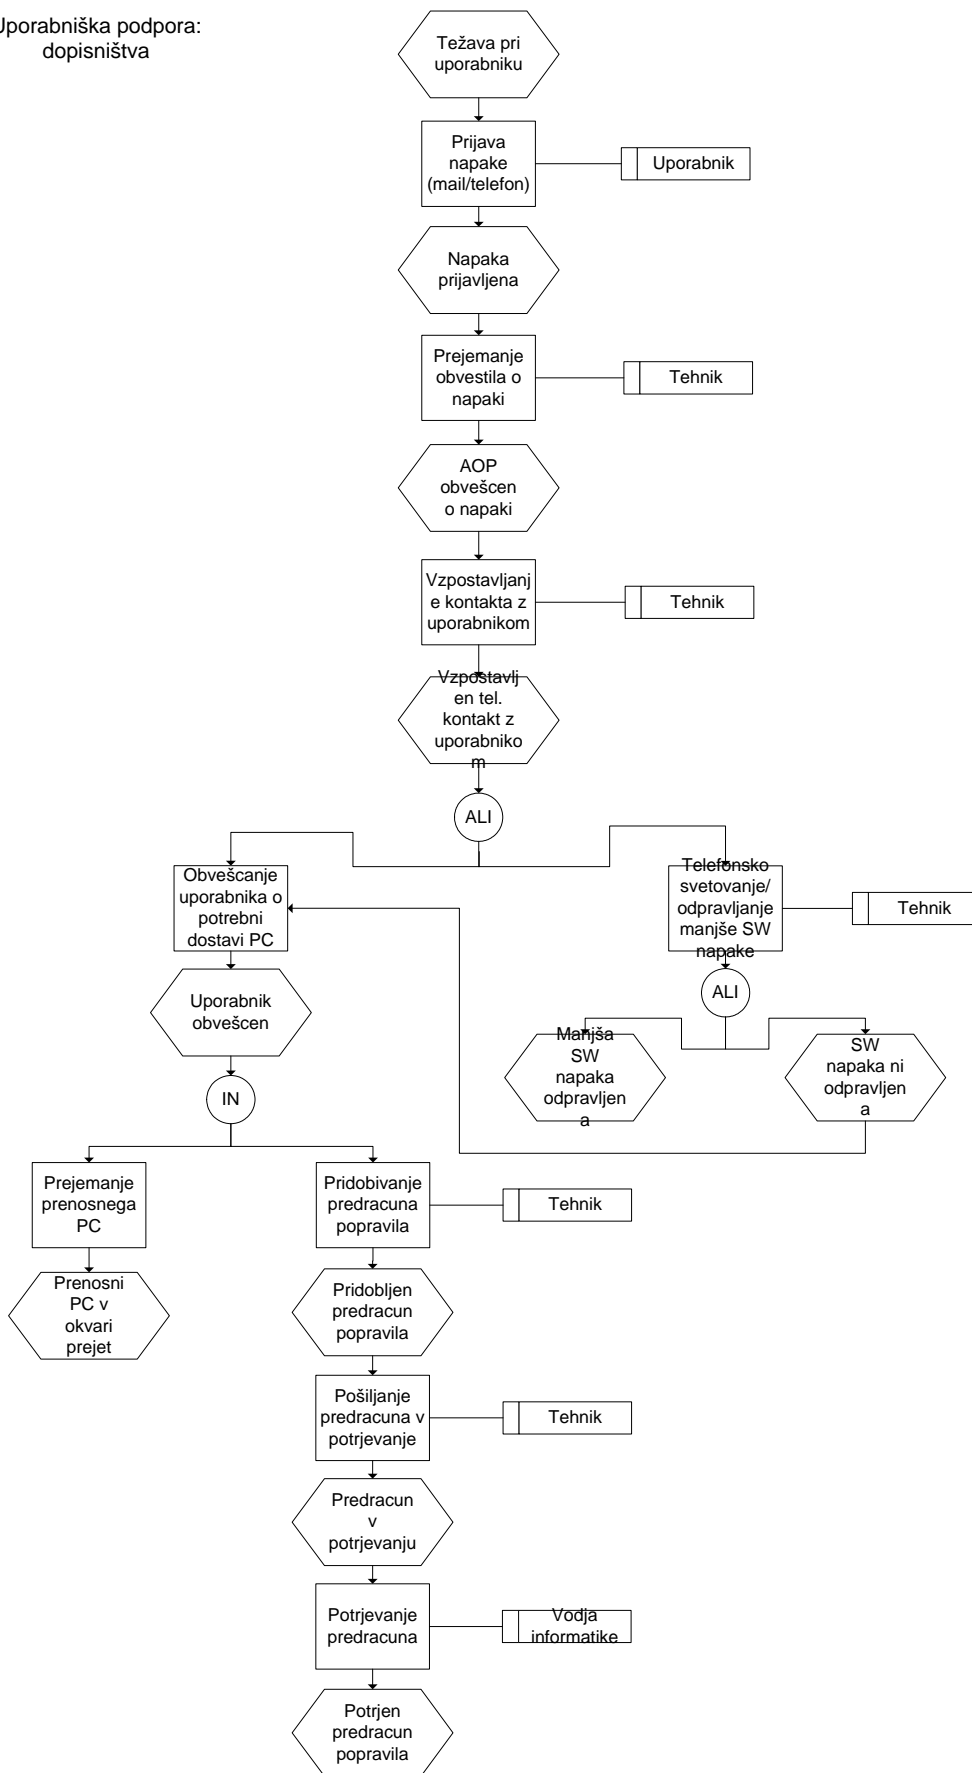 Uporabniška podpora:
dopisništva
Težava pri
uporabniku
Prijava
napake
(mail/telefon)
Uporabnik
Napaka
prijavljena
Prejemanje
obvestila o
napaki
Tehnik
AOP
obvešcen
o napaki
Vzpostavljanj
e kontakta z
uporabnikom
Tehnik
Vzpostavlj
en tel.
kontakt z
uporabniko
m
ALI
Obvešcanje
uporabnika o
potrebni
dostavi PC
Telefonsko
svetovanje/
odpravljanje
manjše SW
napake
Tehnik
Uporabnik
obvešcen
ALI
Manjša
SW
napaka
odpravljen
a
SW
napaka ni
odpravljen
a
IN
Prejemanje
prenosnega
PC
Pridobivanje
predracuna
popravila
Tehnik
Prenosni
PC v
okvari
prejet
Pridobljen
predracun
popravila
Pošiljanje
predracuna v
potrjevanje
Tehnik
Predracun
v
potrjevanju
Potrjevanje
predracuna
Vodja
informatike
Potrjen
predracun
popravila